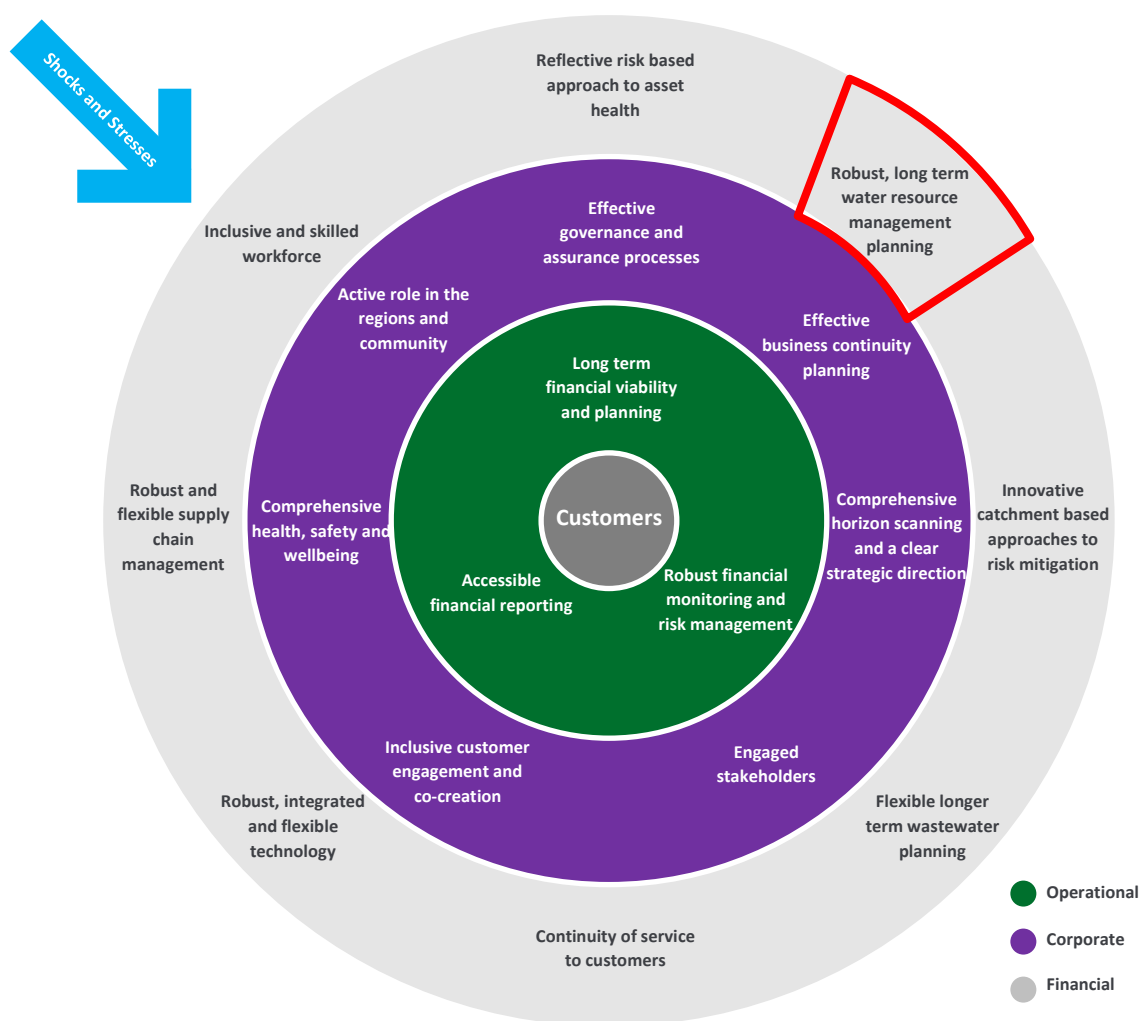 Shocks and Stresses
Reflective risk based
approach to asset
health
Robust, long term
water resource
management
planning
Inclusive and skilled
workforce
Effective
governance and
assurance processes
Active role in the
regions and
community
Effective
business continuity
planning
Long term
financial viability
and planning
Customers
Robust and
flexible supply
chain
management
Comprehensive
health, safety and
wellbeing
Comprehensive
horizon scanning
and a clear
strategic direction
Innovative
catchment based
approaches to
risk mitigation
Accessible
financial reporting
Robust financial
monitoring and
risk management
Inclusive customer
engagement and
co-creation
Engaged
stakeholders
Robust, integrated
and flexible
technology
Flexible longer
term wastewater
planning
Continuity of service
to customers
Operational
Corporate
Financial